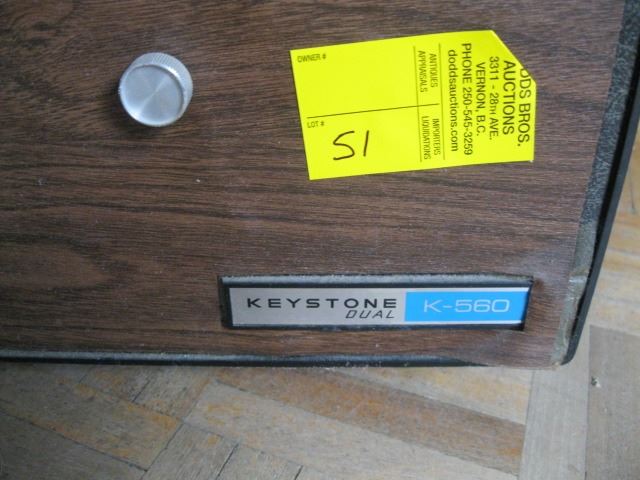 OWNER #
LOT #
51
ANTIQUES
APPRAISALS
IMPORTERS
LIQUIDATIONS
ODDS BROS.
AUCTIONS
3311 - 28TH AVE.
VERNON, B.C.
PHONE 250-545-3259
doddsauctions.com
KEYSTONE
DUAL
K-560